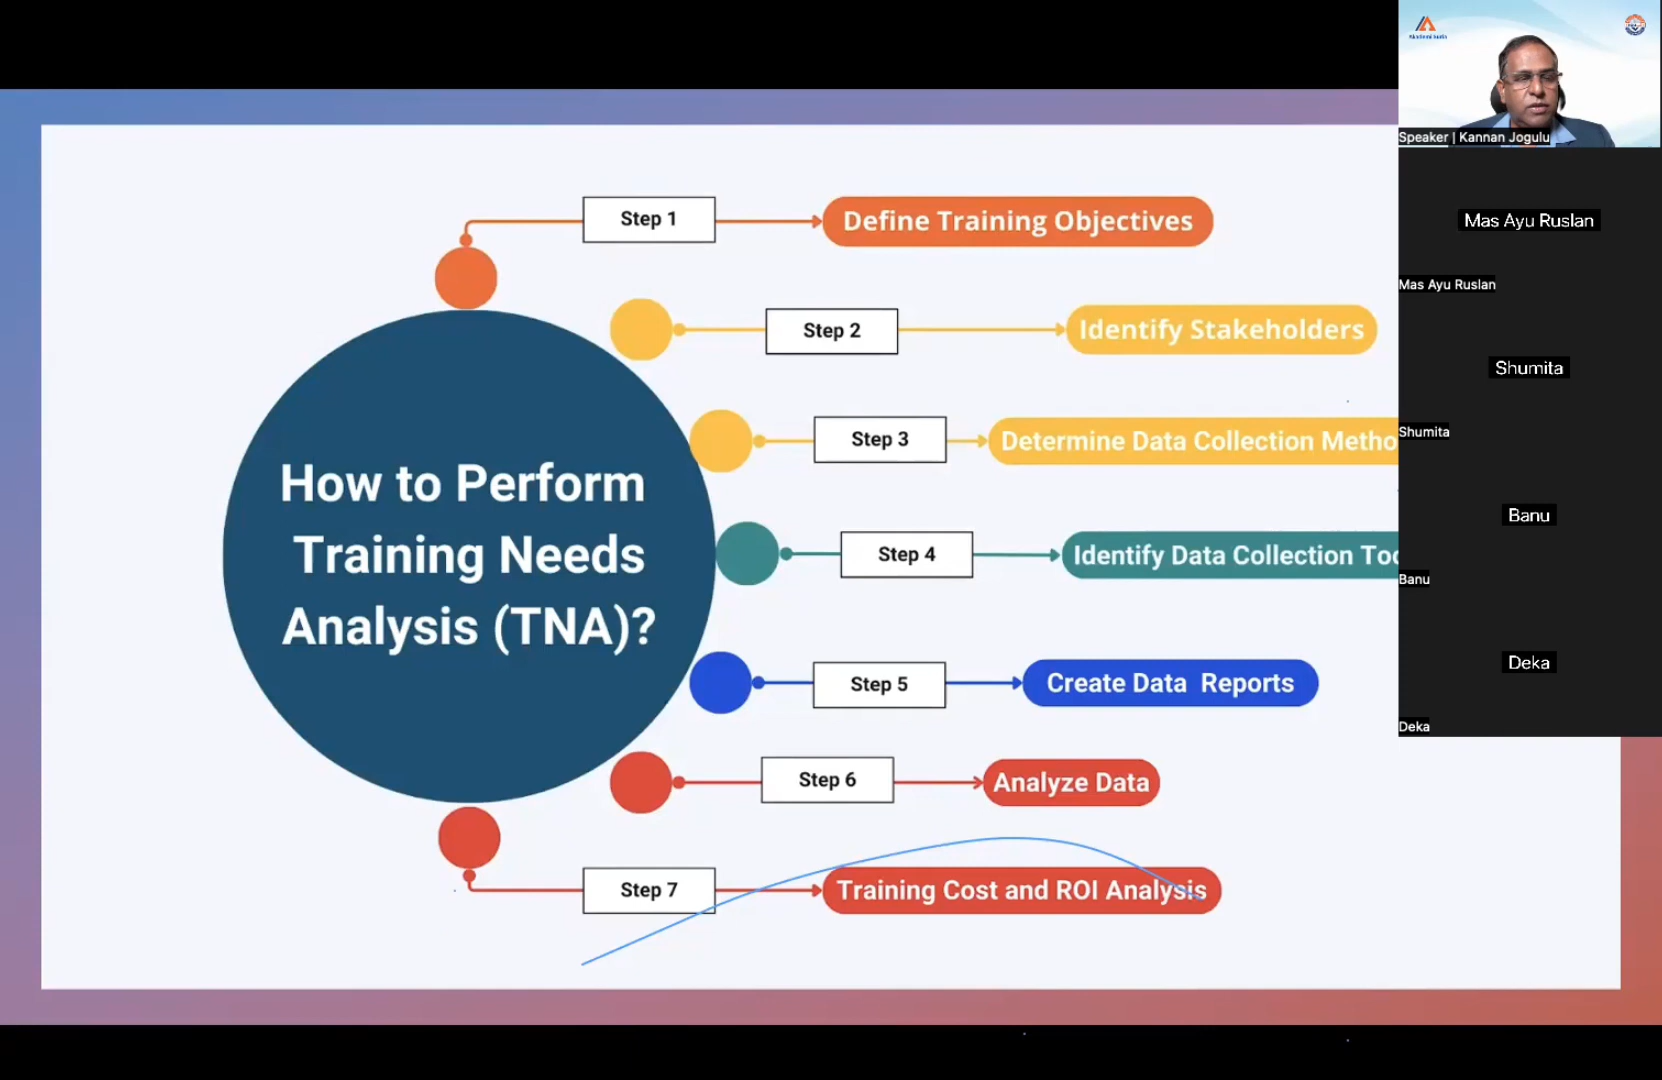 How to Perform
Training Needs
Analysis (TNA)?
Step 1
Define Training Objectives
Step 2
Identify Stakeholders
Step 3
Determine Data Collection Metho
Step 4
Identify Data Collection Too
Step 5
Create Data Reports
Step 6
Analyze Data
Step 7
Training Cost and ROI Analysis
Speaker | Kannan Jogulu
Mas Ayu Ruslan
Mas Ayu Ruslan
Shumita
Shumita
Banu
Banu
Deka
Deka